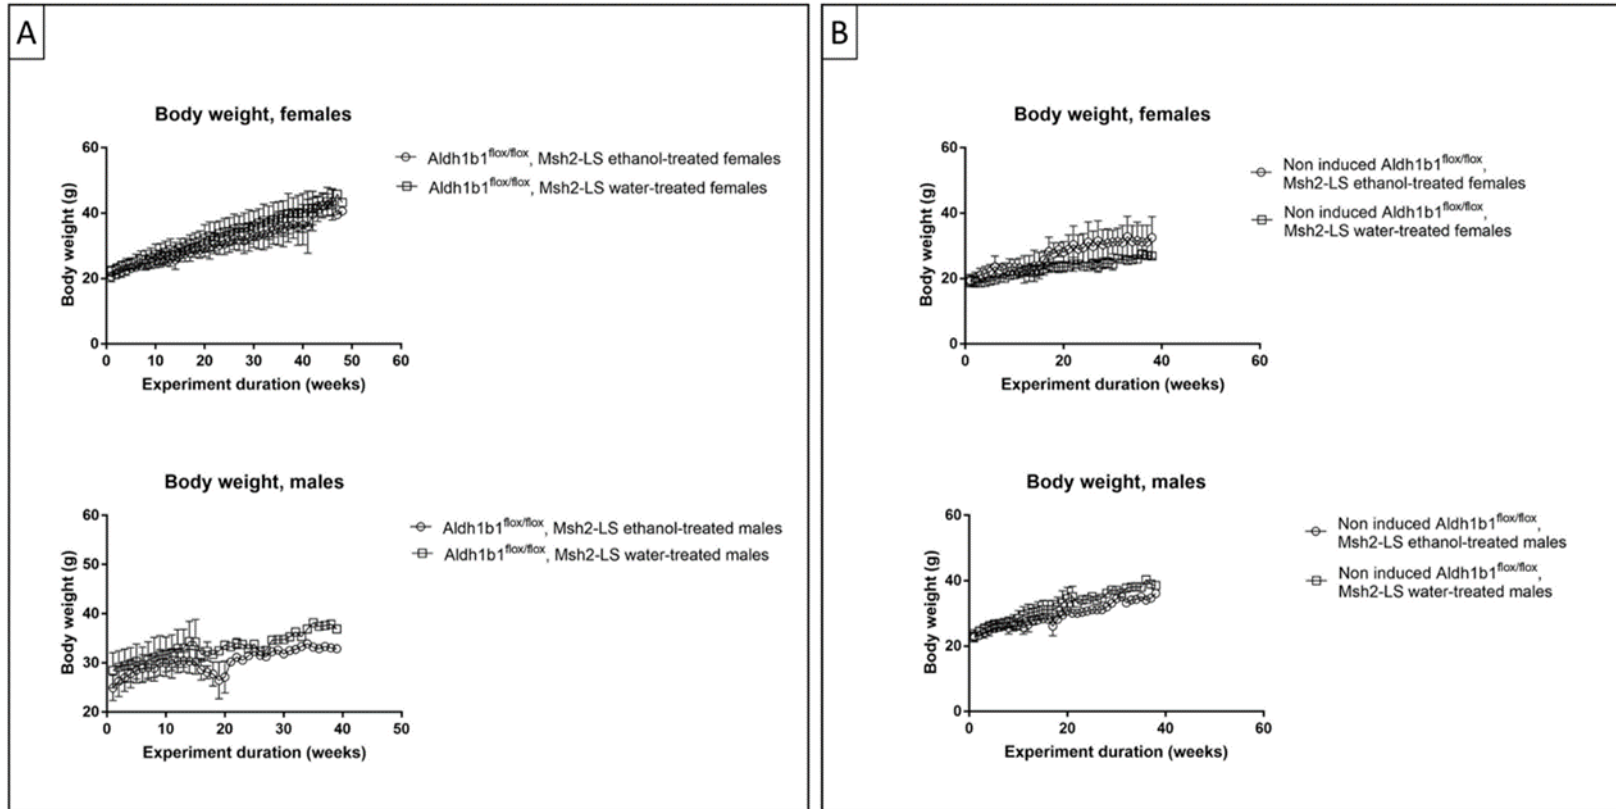 A
Body weight, females
60
40
20
0
Body weight (g)
0 10 20 30 40 50 60
Experiment duration (weeks)
Aldh1b1flox/flox, Msh2-LS ethanol-treated females
Aldh1b1flox/flox, Msh2-LS water-treated females
Body weight, males
60
50
40
30
20
Body weight (g)
0 10 20 30 40 50
Experiment duration (weeks)
Aldh1b1flox/flox, Msh2-LS ethanol-treated males
Aldh1b1flox/flox, Msh2-LS water-treated males
B
Body weight, females
60
40
20
0
Body weight (g)
0 20 40 60
Experiment duration (weeks)
Non induced Aldh1b1flox/flox,
Msh2-LS ethanol-treated females
Non induced Aldh1b1flox/flox,
Msh2-LS water-treated females
Body weight, males
60
40
20
0
Body weight (g)
0 20 40 60
Experiment duration (weeks)
Non induced Aldh1b1flox/flox,
Msh2-LS ethanol-treated males
Non induced Aldh1b1flox/flox,
Msh2-LS water-treated males